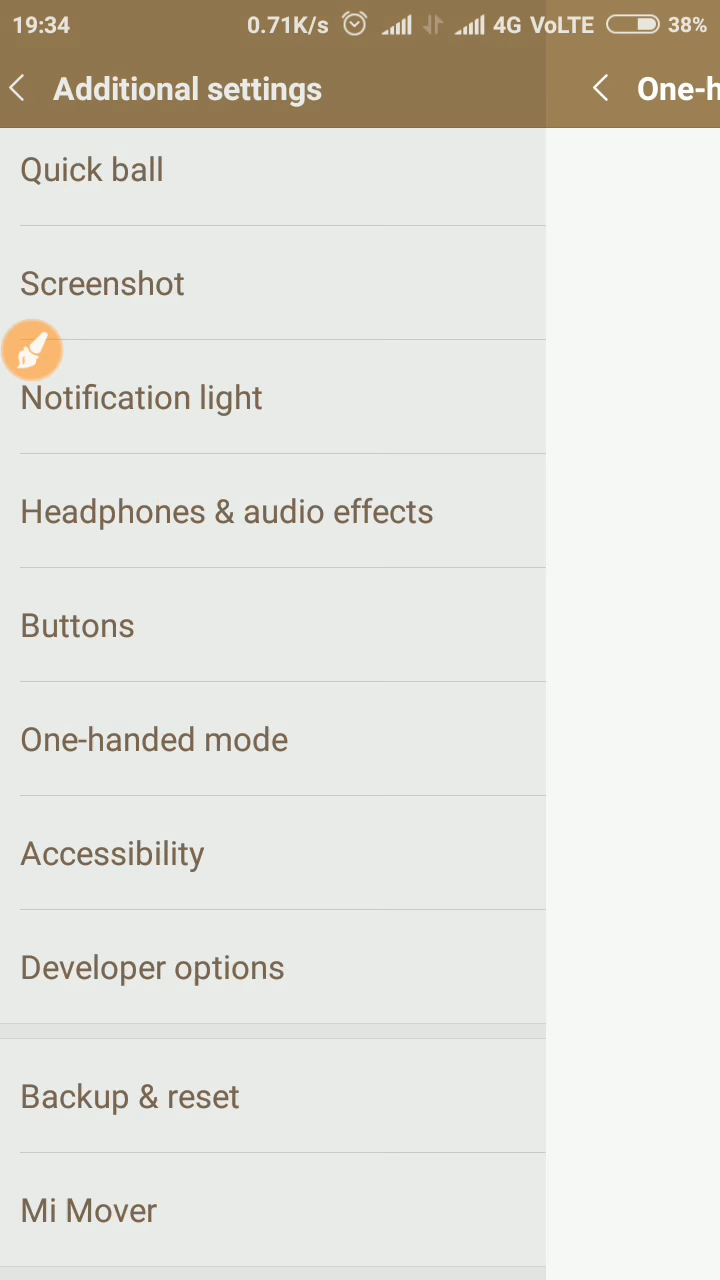 19:34 0.71K/s 4G VoLTE 38%
Additional settings
One-h
Quick ball
Screenshot
Notification light
Headphones & audio effects
Buttons
One-handed mode
Accessibility
Developer options
Backup & reset
Mi Mover